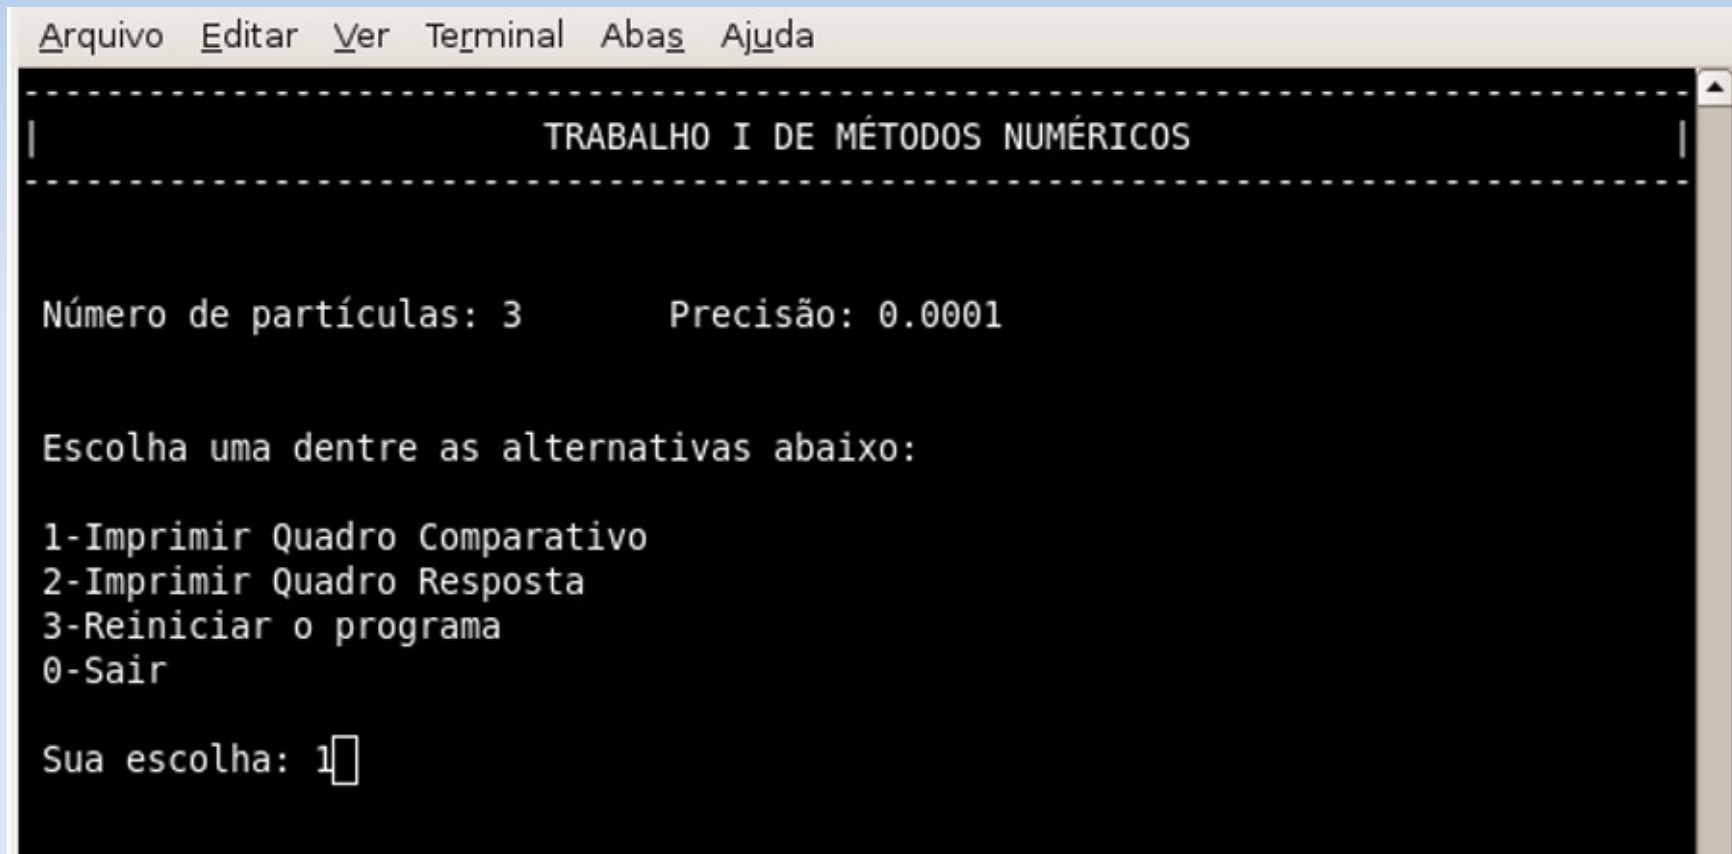 Arquivo Editar Ver Terminal Abas Ajuda
--------------------------------------------------------------------------------
| TRABALHO I DE MÉTODOS NUMÉRICOS |
--------------------------------------------------------------------------------
Número de partículas: 3 Precisão: 0.0001
Escolha uma dentre as alternativas abaixo:
1-Imprimir Quadro Comparativo
2-Imprimir Quadro Resposta
3-Reiniciar o programa
0-Sair
Sua escolha: 1